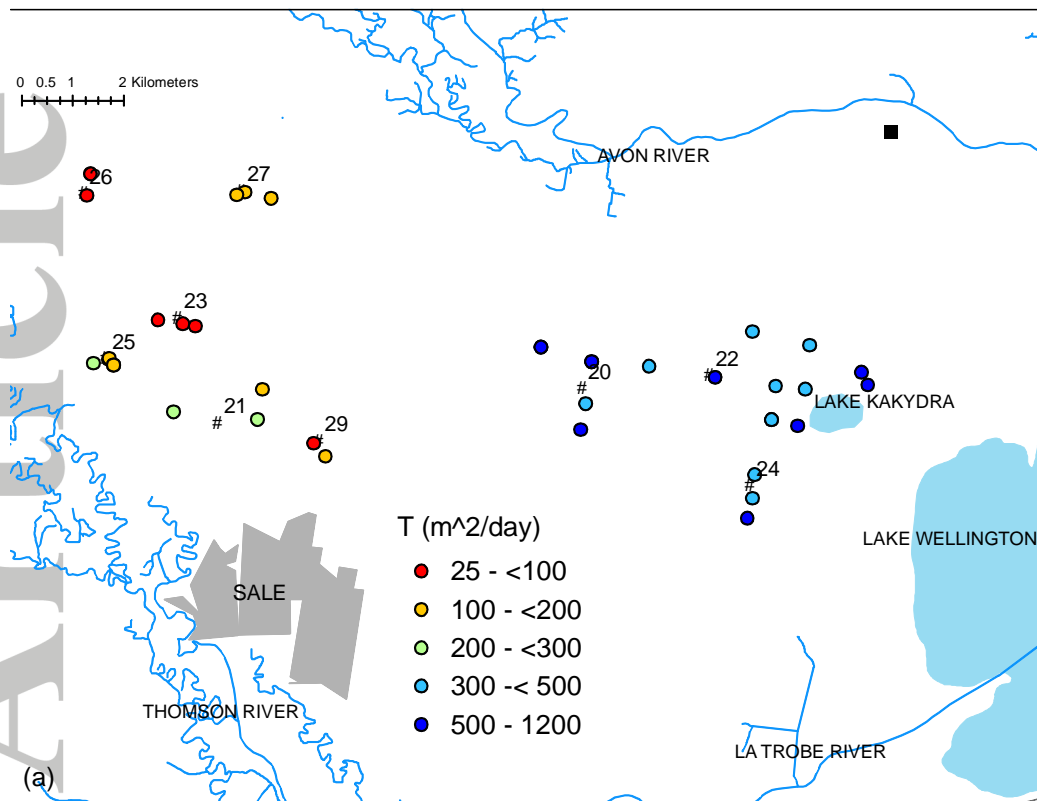 0 0.5 1 2 Kilometers
AVON RIVER
26
#
27
#
23
#
25
#
20
#
22
#
LAKE KAKYDRA
21
#
29
#
24
#
LAKE WELLINGTON
T (m^2/day)
25 - <100
100 - <200
200 - <300
300 -< 500
500 - 1200
SALE
THOMSON RIVER
LA TROBE RIVER
(a)
Article